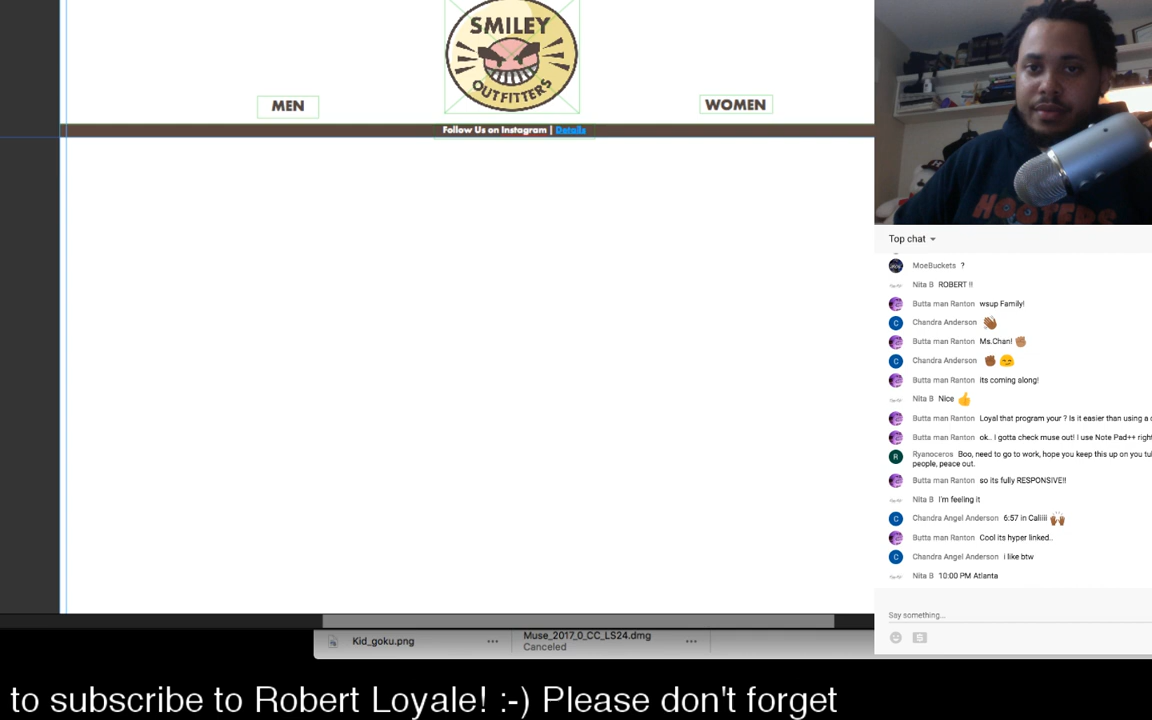 SMILEY
OUTFITTERS
MEN
WOMEN
Follow Us on Instagram | Details
HOOTERS
Top chat
MoeBuckets ?
Nita B ROBERT !!
Butta man Ranton wsup Family!
Chandra Anderson 👋🏾
Butta man Ranton Ms.Chan! ✊🏽
C Chandra Anderson ✊🏾 😊
Butta man Ranton Its coming along!
Nita B Nice 👍
Butta man Ranton Loyal that program your ? Is it easier than using a
Butta man Ranton ok.. I gotta check muse out! I use Note Pad++ right
R Ryanoceros Boo, need to go to work, hope you keep this up on you tu
people, peace out.
Butta man Ranton so its fully RESPONSIVE!!
Nita B I'm feeling it
C Chandra Angel Anderson 6:57 in Caliiii 🙌🏾
Butta man Ranton Cool its hyper linked..
C Chandra Angel Anderson i like btw
Nita B 10:00 PM Atlanta
Say something...
Kid_goku.png
Muse_2017_0_CC_LS24.dmg
Canceled
to subscribe to Robert Loyale! :-) Please don't forget